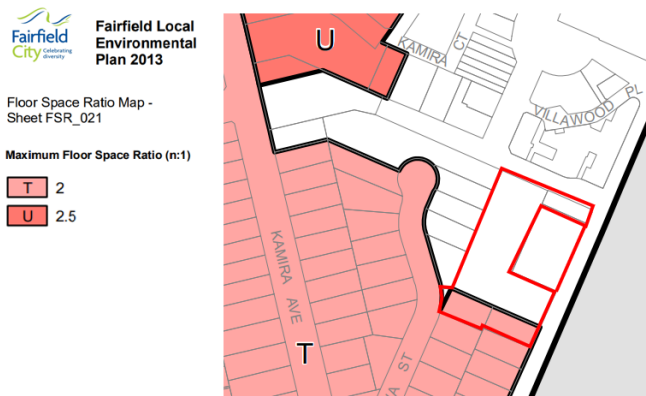 Fairfield
City Celebrating
diversity
Fairfield Local
Environmental
Plan 2013
Floor Space Ratio Map -
Sheet FSR_021
Maximum Floor Space Ratio (n:1)
T 2
U 2.5
U
KAMIRA CT
VILLAWOOD PL
KAMIRA AVE
T
ST